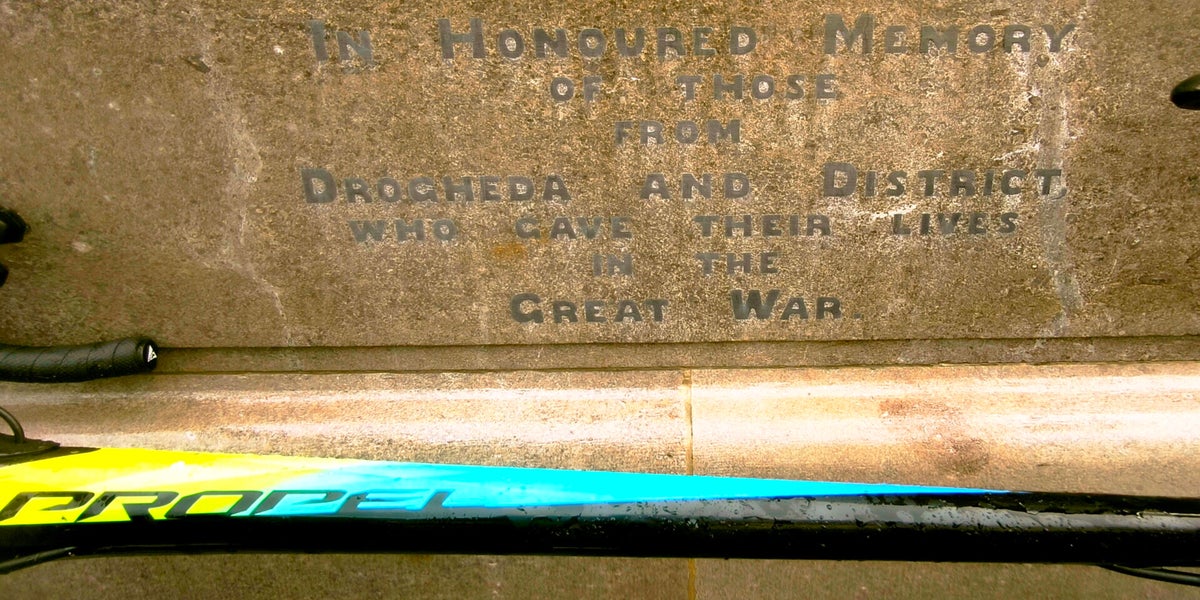 In Honoured Memory
of those
from
Drogheda and District,
who gave their lives
in the
Great War.
PROPEL